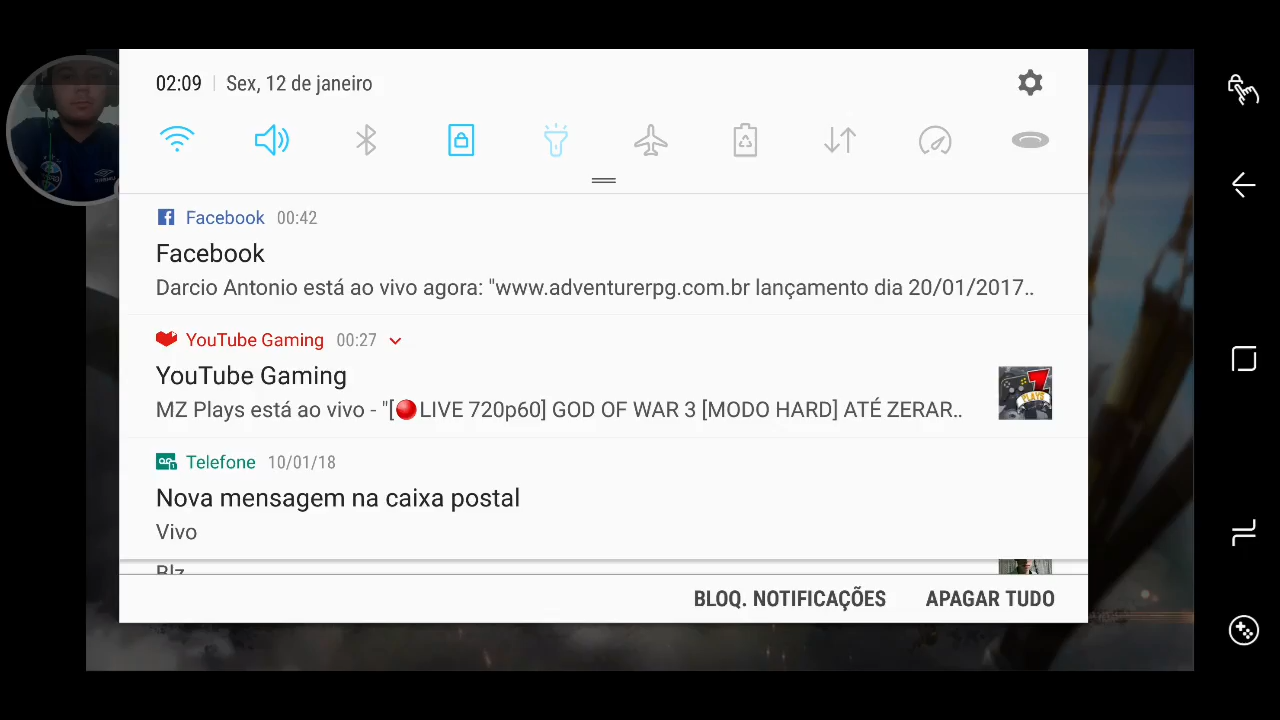 02:09 Sex, 12 de janeiro
Facebook 00:42
Facebook
Darcio Antonio está ao vivo agora: "www.adventurerpg.com.br lançamento dia 20/01/2017..
YouTube Gaming 00:27
YouTube Gaming
MZ Plays está ao vivo - "[🔴LIVE 720p60] GOD OF WAR 3 [MODO HARD] ATÉ ZERAR..
Telefone 10/01/18
Nova mensagem na caixa postal
Vivo
Blz
BLOQ. NOTIFICAÇÕES APAGAR TUDO